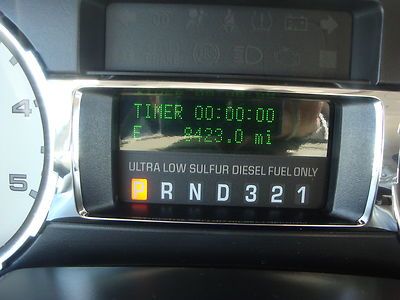 TIMER 00:00:00
E 8423.0 mi
ULTRA LOW SULFUR DIESEL FUEL ONLY
P R N D 3 2 1
4
5